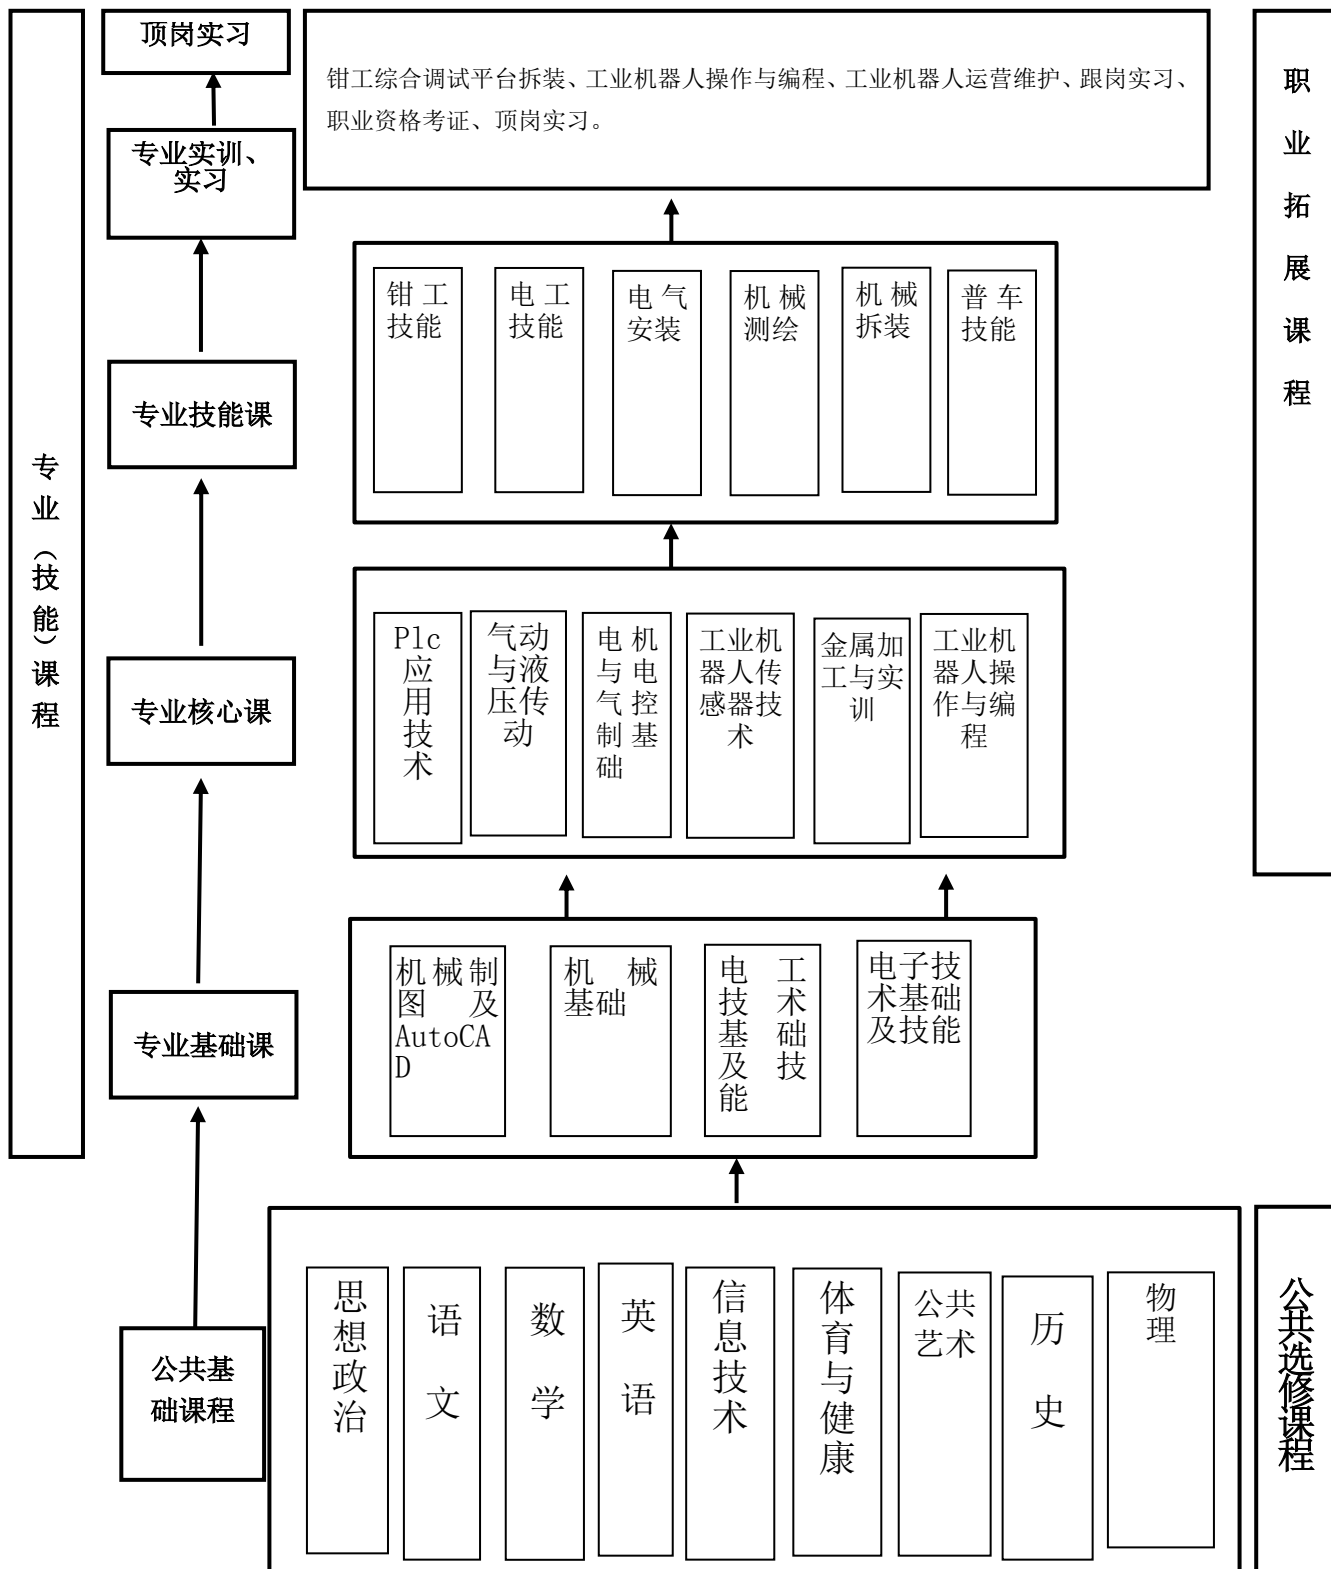 顶岗实习
钳工综合调试平台拆装、工业机器人操作与编程、工业机器人运营维护、跟岗实习、
职业资格考证、顶岗实习。
专业实训、
实习
职业拓展课程
钳工
技能
电工
技能
电气
安装
机械
测绘
机械
拆装
普车
技能
专业技能课
专业（技能）课程
Plc
应
用
技
术
气动
与液
压传
动
电机
与电
气控
制基
础
工业机
器人传
感器技
术
金属加
工与实
训
工业机
器人操
作与编
程
专业核心课
机械制
图及
AutoCA
D
机械
基础
电工
技术
基础
及技
能
电子技
术基础
及技能
专业基础课
公共基
础课程
思想政治
语文
数学
英语
信息技术
体育与健康
公共
艺术
历史
物理
公共选修课程